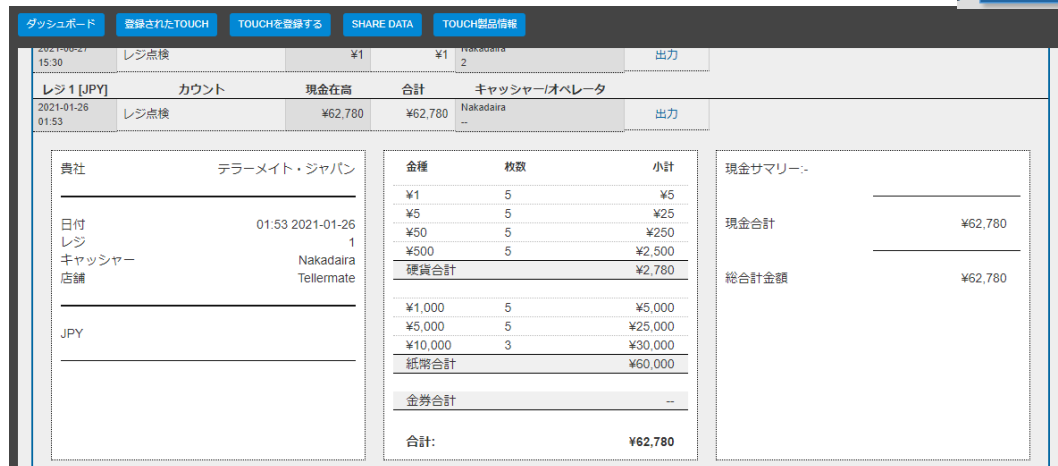 ダッシュボード 登録されたTOUCH TOUCHを登録する SHARE DATA TOUCH製品情報
15:30 レジ点検 ¥1 ¥1 Nakadaira 2 出力
レジ 1 [JPY] カウント 現金在高 合計 キャッシャー/オペレータ
2021-01-26 01:53 レジ点検 ¥62,780 ¥62,780 Nakadaira -- 出力
貴社 テラーメイト・ジャパン
日付 01:53 2021-01-26
レジ 1
キャッシャー Nakadaira
店舗 Tellermate
JPY
金種 枚数 小計
¥1 5 ¥5
¥5 5 ¥25
¥50 5 ¥250
¥500 5 ¥2,500
硬貨合計 ¥2,780
¥1,000 5 ¥5,000
¥5,000 5 ¥25,000
¥10,000 3 ¥30,000
紙幣合計 ¥60,000
金券合計 --
合計: ¥62,780
現金サマリー:-
現金合計 ¥62,780
総合計金額 ¥62,780